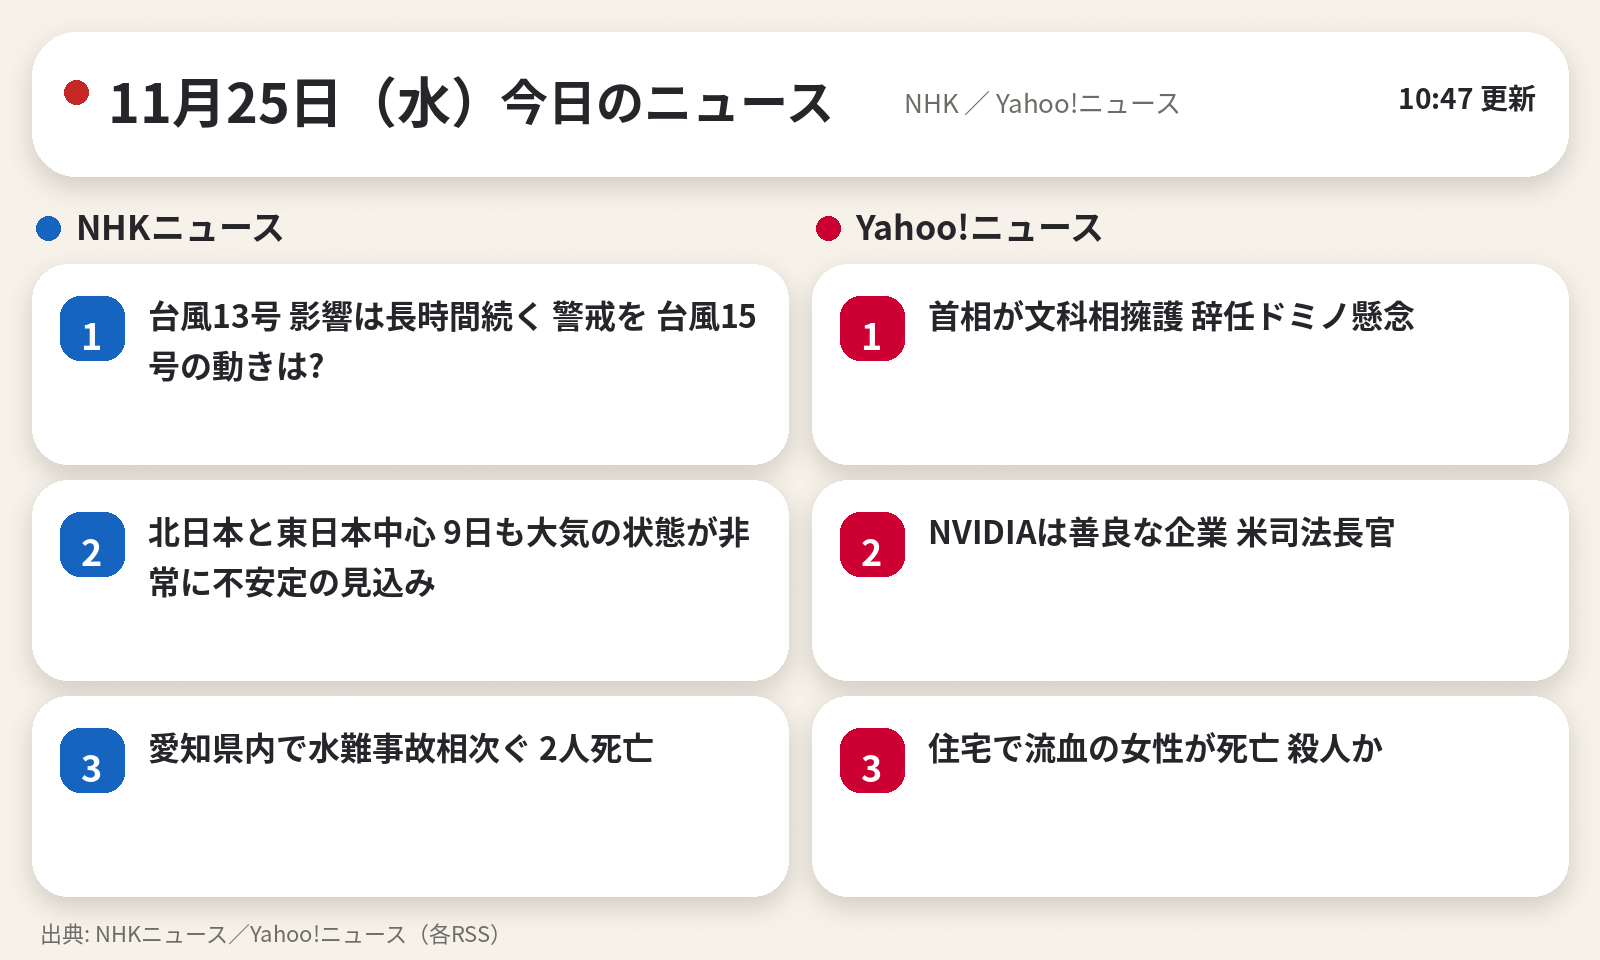 11月25日（水）今日のニュース
NHK ／ Yahoo!ニュース
10:47 更新
NHKニュース
1
台風13号 影響は長時間続く 警戒を 台風15
号の動きは?
2
北日本と東日本中心 9日も大気の状態が非
常に不安定の見込み
3
愛知県内で水難事故相次ぐ 2人死亡
Yahoo!ニュース
1
首相が文科相擁護 辞任ドミノ懸念
2
NVIDIAは善良な企業 米司法長官
3
住宅で流血の女性が死亡 殺人か
出典: NHKニュース／Yahoo!ニュース（各RSS）